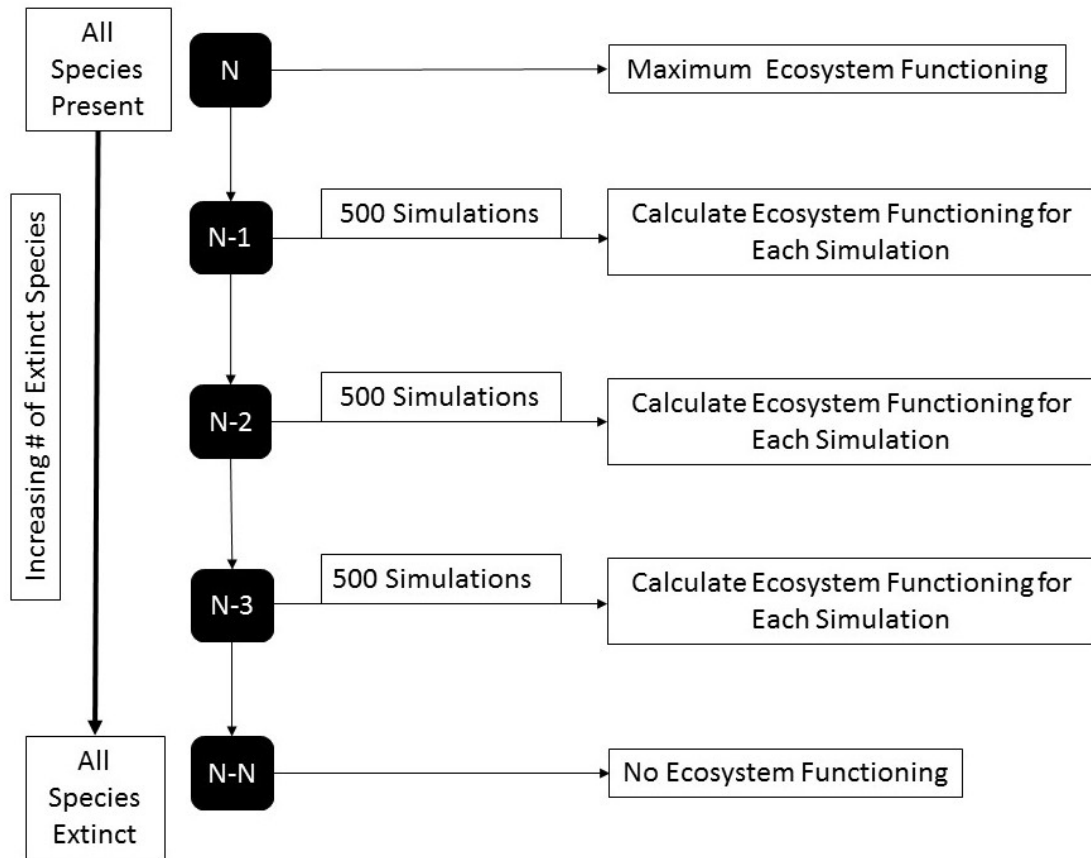 All
Species
Present
N
Maximum Ecosystem Functioning
Increasing # of Extinct Species
N-1
500 Simulations
Calculate Ecosystem Functioning for
Each Simulation
N-2
500 Simulations
Calculate Ecosystem Functioning for
Each Simulation
N-3
500 Simulations
Calculate Ecosystem Functioning for
Each Simulation
All
Species
Extinct
N-N
No Ecosystem Functioning